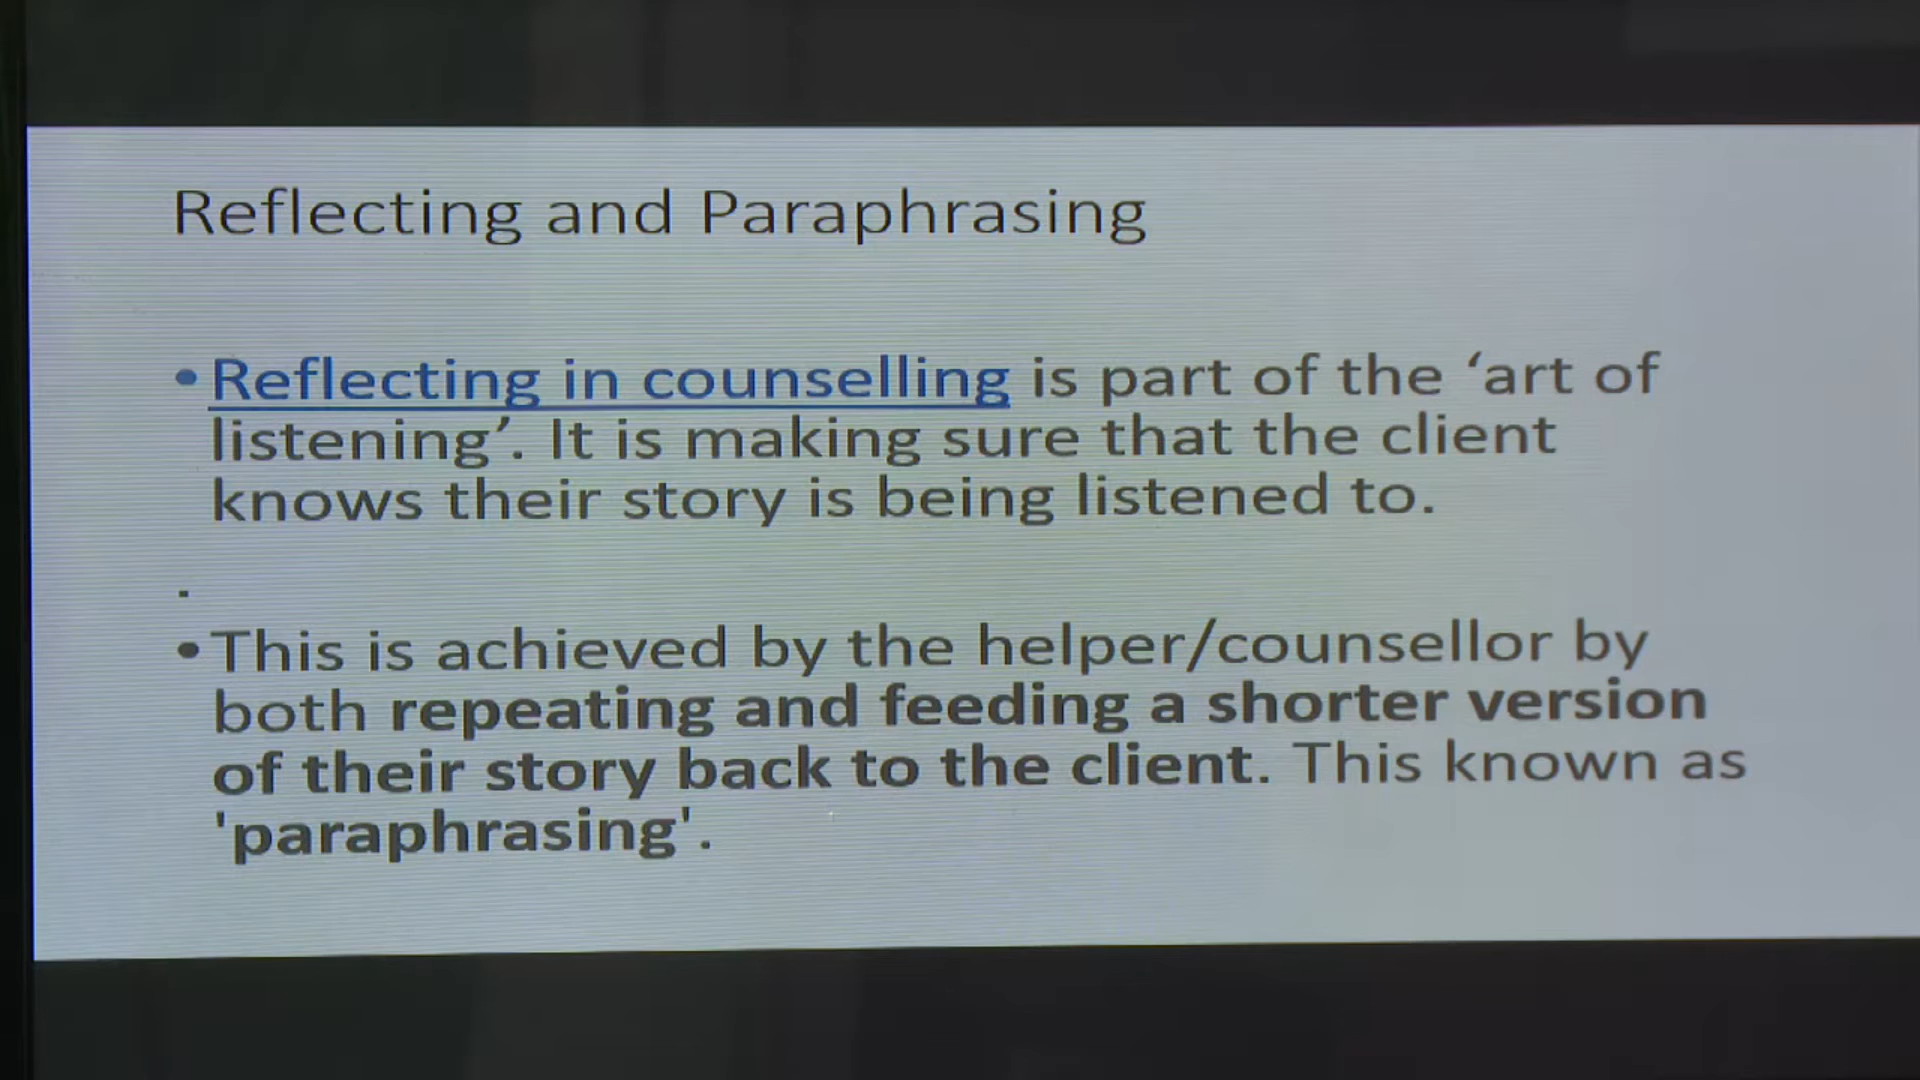 Reflecting and Paraphrasing
• Reflecting in counselling is part of the ‘art of
listening’. It is making sure that the client
knows their story is being listened to.
.
• This is achieved by the helper/counsellor by
both repeating and feeding a shorter version
of their story back to the client. This known as
'paraphrasing'.